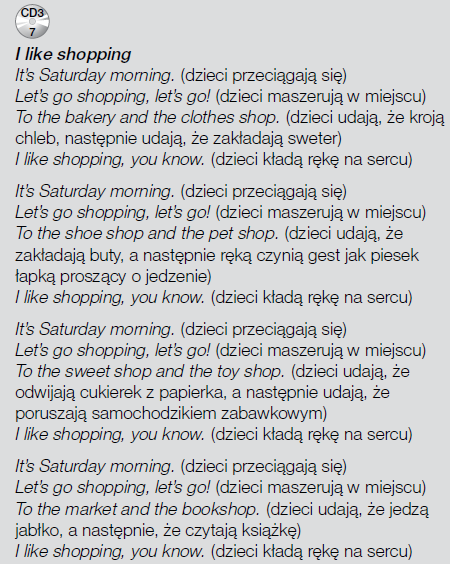 CD3
7
I like shopping
It's Saturday morning. (dzieci przeciągają się)
Let's go shopping, let's go! (dzieci maszerują w miejscu)
To the bakery and the clothes shop. (dzieci udają, że kroją
chleb, następnie udają, że zakładają sweter)
I like shopping, you know. (dzieci kładą rękę na sercu)
It's Saturday morning. (dzieci przeciągają się)
Let's go shopping, let's go! (dzieci maszerują w miejscu)
To the shoe shop and the pet shop. (dzieci udają, że
zakładają buty, a następnie ręką czynią gest jak piesek
łapką proszący o jedzenie)
I like shopping, you know. (dzieci kładą rękę na sercu)
It's Saturday morning. (dzieci przeciągają się)
Let's go shopping, let's go! (dzieci maszerują w miejscu)
To the sweet shop and the toy shop. (dzieci udają, że
odwijają cukierek z papierka, a następnie udają, że
poruszają samochodzikiem zabawkowym)
I like shopping, you know. (dzieci kładą rękę na sercu)
It's Saturday morning. (dzieci przeciągają się)
Let's go shopping, let's go! (dzieci maszerują w miejscu)
To the market and the bookshop. (dzieci udają, że jedzą
jabłko, a następnie, że czytają książkę)
I like shopping, you know. (dzieci kładą rękę na sercu)